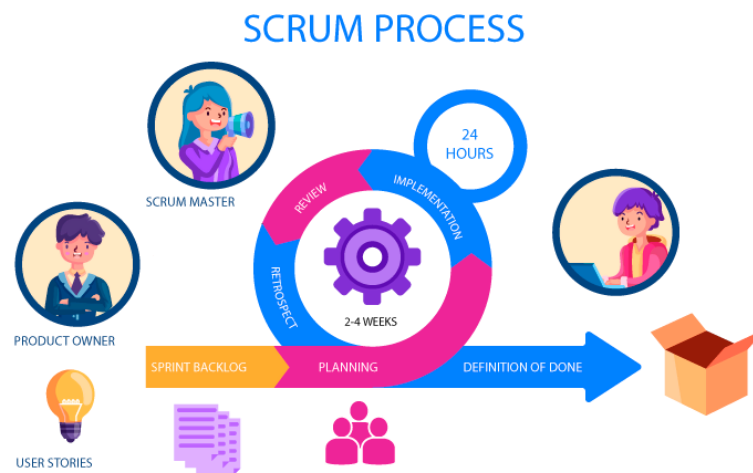 SCRUM PROCESS
24
HOURS
SCRUM MASTER
REVIEW
IMPLEMENTATION
RETROSPECT
2-4 WEEKS
PRODUCT OWNER
SPRINT BACKLOG
PLANNING
DEFINITION OF DONE
USER STORIES